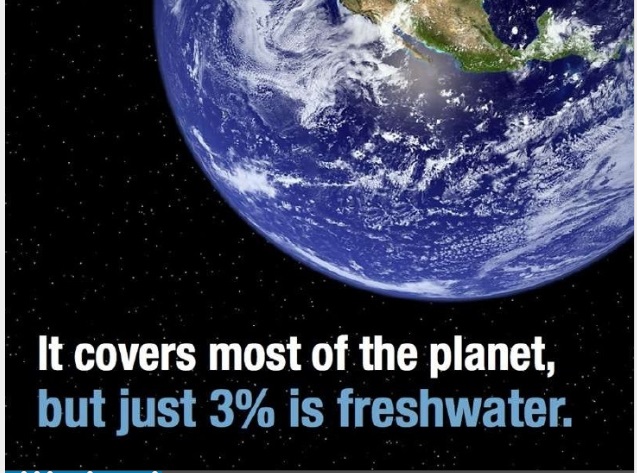 It covers most of the planet,
but just 3% is freshwater.